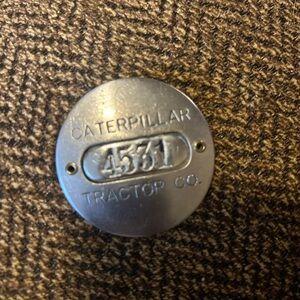 CATERPILLAR
4531
TRACTOR CO.